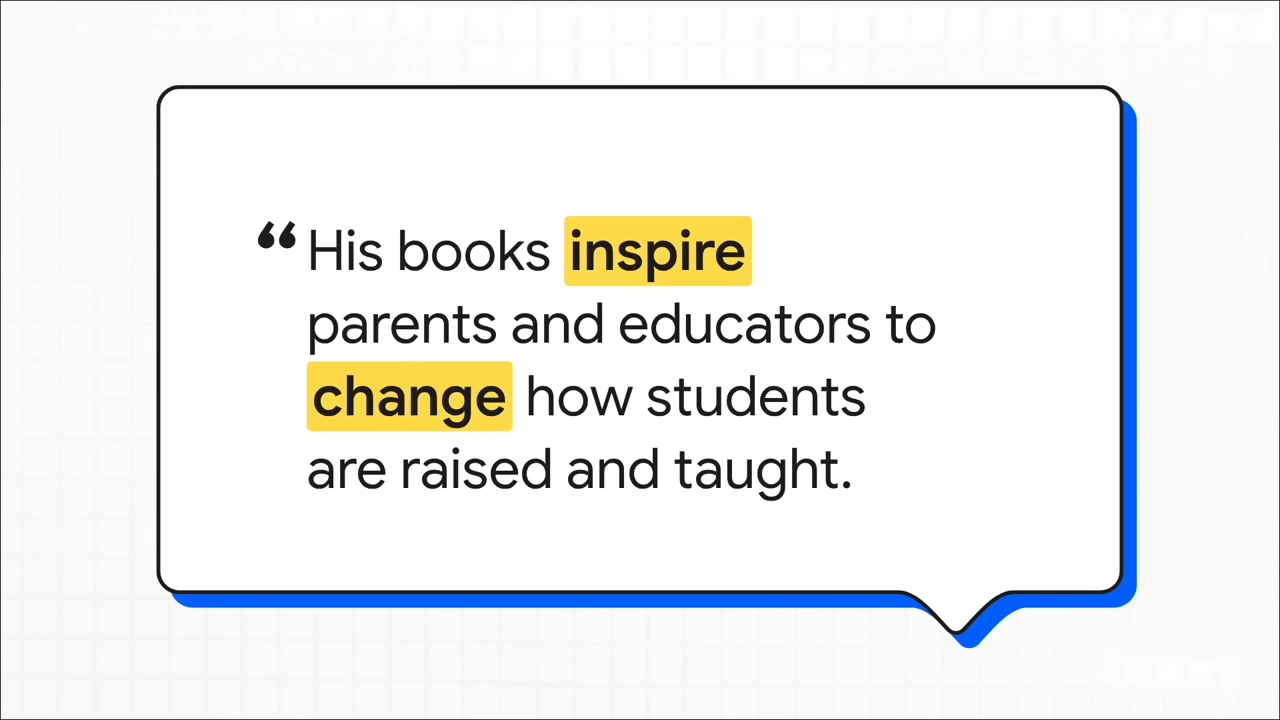 “His books inspire
parents and educators to
change how students
are raised and taught.